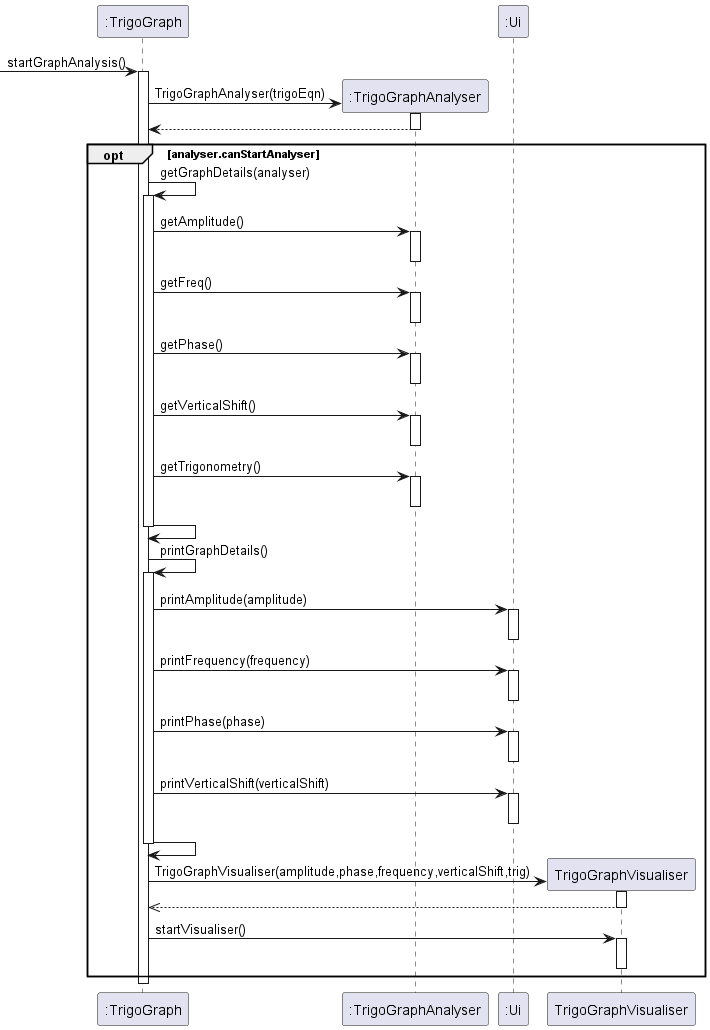 :TrigoGraph :Ui
startGraphAnalysis()
TrigoGraphAnalyser(trigoEqn) :TrigoGraphAnalyser
opt [analyser.canStartAnalyser]
getGraphDetails(analyser)
getAmplitude()
getFreq()
getPhase()
getVerticalShift()
getTrigonometry()
printGraphDetails()
printAmplitude(amplitude)
printFrequency(frequency)
printPhase(phase)
printVerticalShift(verticalShift)
TrigoGraphVisualiser(amplitude,phase,frequency,verticalShift,trig) TrigoGraphVisualiser
startVisualiser()
:TrigoGraph :TrigoGraphAnalyser :Ui TrigoGraphVisualiser